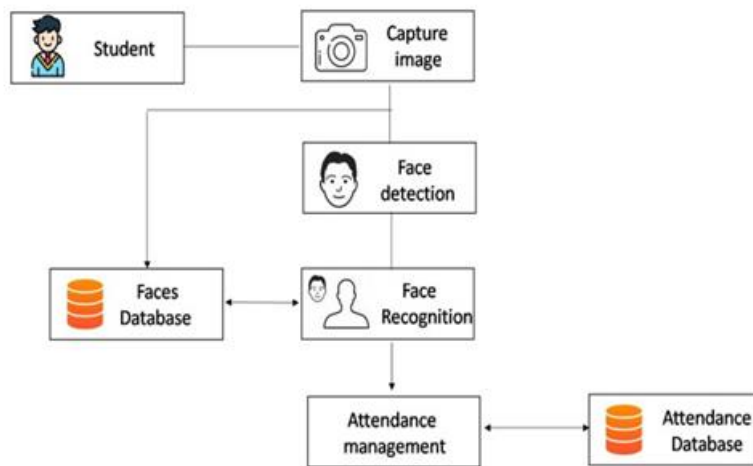 Student
Capture
image
Face
detection
Faces
Database
Face
Recognition
Attendance
management
Attendance
Database